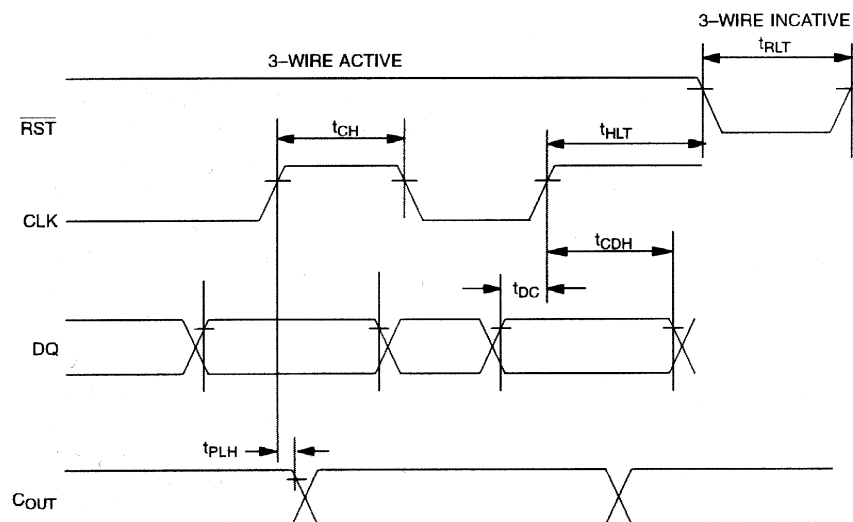 3–WIRE INCATIVE
3–WIRE ACTIVE
tRLT
RST
tCH
tHLT
CLK
tCDH
tDC
DQ
tPLH
COUT